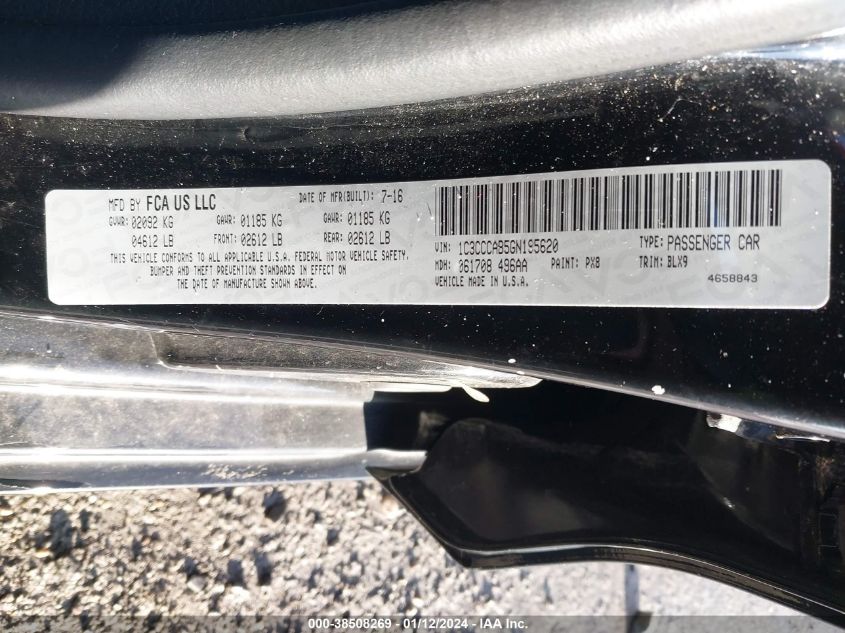 MFD BY FCA US LLC DATE OF MFR(BUILT): 7-16
GVWR: 02092 KG GAWR: 01185 KG GAWR: 01185 KG
04612 LB FRONT: 02612 LB REAR: 02612 LB
THIS VEHICLE CONFORMS TO ALL APPLICABLE U.S.A. FEDERAL MOTOR VEHICLE SAFETY,
BUMPER AND THEFT PREVENTION STANDARDS IN EFFECT ON
THE DATE OF MANUFACTURE SHOWN ABOVE.
VIN: 1C3CCCAB5GN195620 TYPE: PASSENGER CAR
MDH: 061708 496AA PAINT: PX8 TRIM: BLX9
VEHICLE MADE IN U.S.A. 4658843
000-38508269 - 01/12/2024 - IAA Inc.